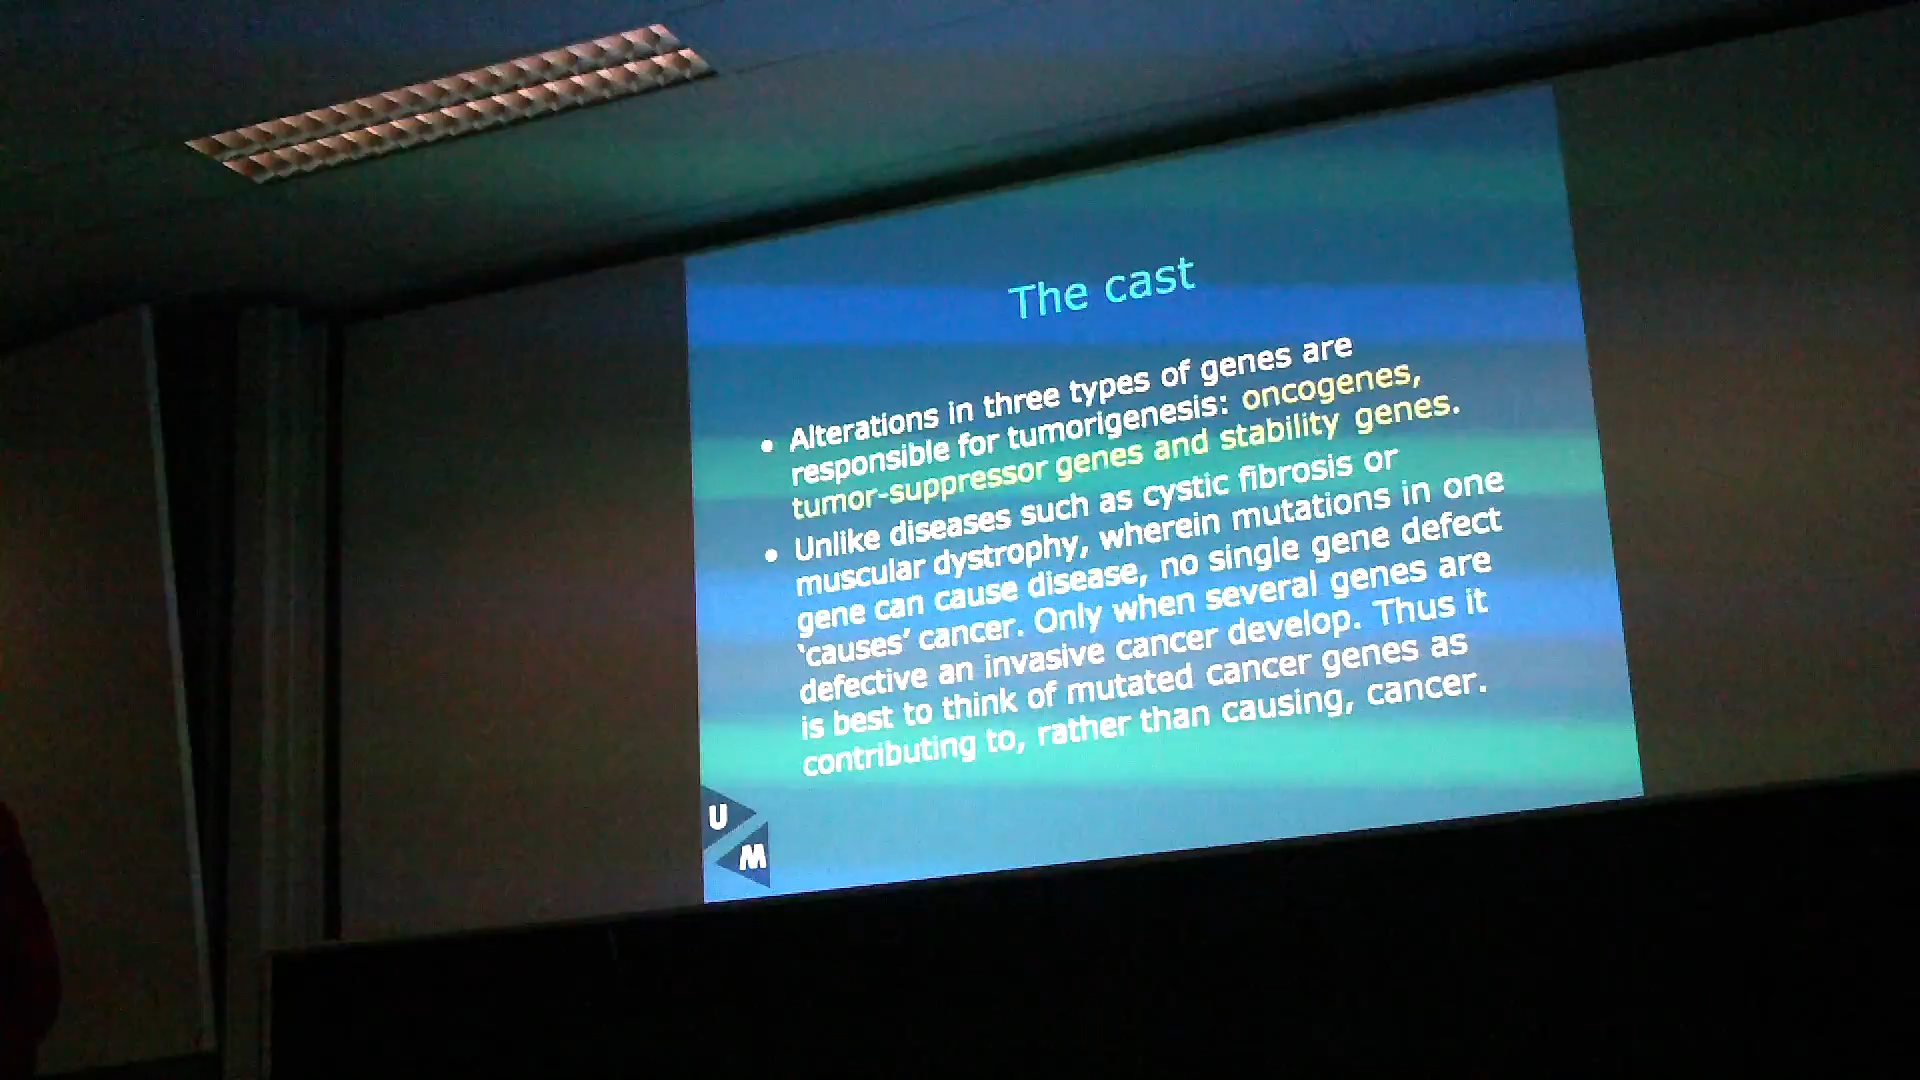 The cast
• Alterations in three types of genes are
responsible for tumorigenesis: oncogenes,
tumor-suppressor genes and stability genes.
• Unlike diseases such as cystic fibrosis or
muscular dystrophy, wherein mutations in one
gene can cause disease, no single gene defect
‘causes’ cancer. Only when several genes are
defective an invasive cancer develop. Thus it
is best to think of mutated cancer genes as
contributing to, rather than causing, cancer.
U
M